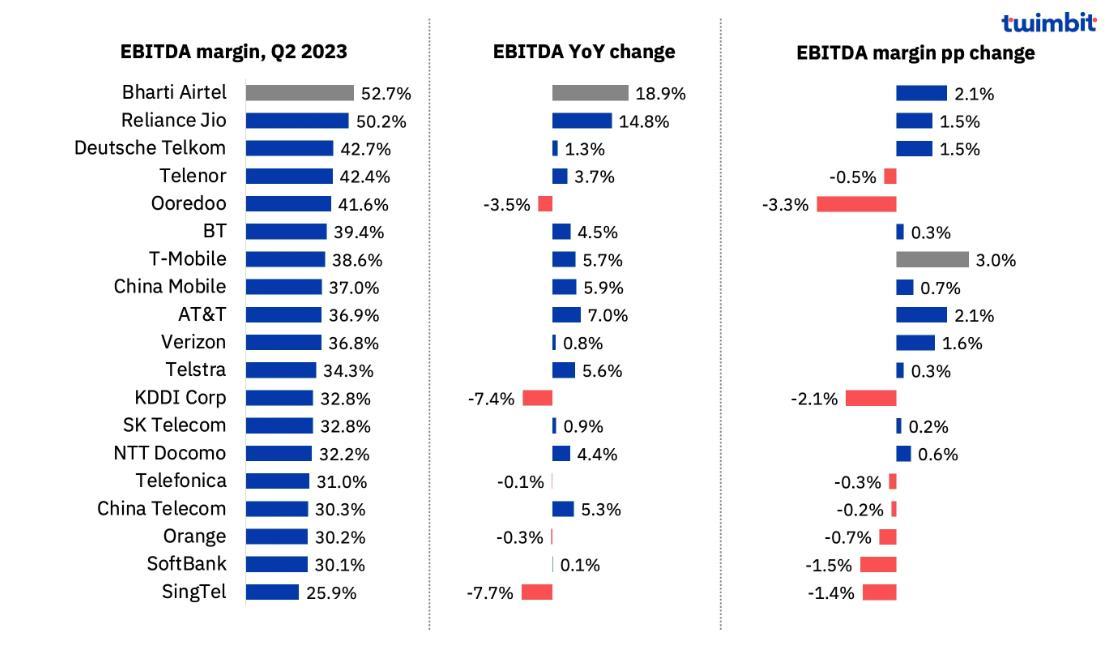 twimbit
EBITDA margin, Q2 2023 EBITDA YoY change EBITDA margin pp change
Bharti Airtel 52.7% 18.9% 2.1%
Reliance Jio 50.2% 14.8% 1.5%
Deutsche Telkom 42.7% 1.3% 1.5%
Telenor 42.4% 3.7% -0.5%
Ooredoo 41.6% -3.5% -3.3%
BT 39.4% 4.5% 0.3%
T-Mobile 38.6% 5.7% 3.0%
China Mobile 37.0% 5.9% 0.7%
AT&T 36.9% 7.0% 2.1%
Verizon 36.8% 0.8% 1.6%
Telstra 34.3% 5.6% 0.3%
KDDI Corp 32.8% -7.4% -2.1%
SK Telecom 32.8% 0.9% 0.2%
NTT Docomo 32.2% 4.4% 0.6%
Telefonica 31.0% -0.1% -0.3%
China Telecom 30.3% 5.3% -0.2%
Orange 30.2% -0.3% -0.7%
SoftBank 30.1% 0.1% -1.5%
SingTel 25.9% -7.7% -1.4%